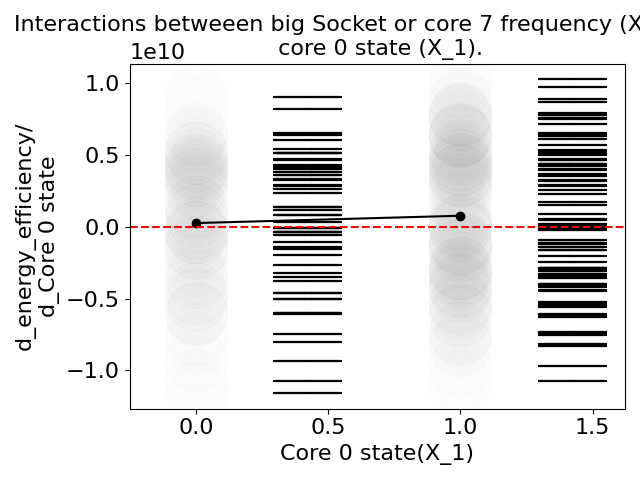 Interactions betweeen big Socket or core 7 frequency (X
core 0 state (X_1).
1e10
1.0
0.5
0.0
−0.5
−1.0
d_energy_efficiency/
d_Core 0 state
0.0 0.5 1.0 1.5
Core 0 state(X_1)